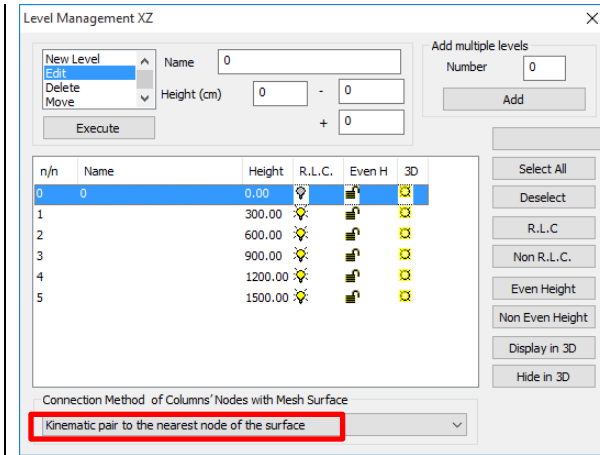 Level Management XZ
New Level
Edit
Delete
Move
Execute
Name 0
Height (cm) 0 - 0
+ 0
Add multiple levels
Number 0
Add
n/n Name Height R.L.C. Even H 3D
0 0 0.00
1 300.00
2 600.00
3 900.00
4 1200.00
5 1500.00
Select All
Deselect
R.L.C
Non R.L.C.
Even Height
Non Even Height
Display in 3D
Hide in 3D
Connection Method of Columns' Nodes with Mesh Surface
Kinematic pair to the nearest node of the surface